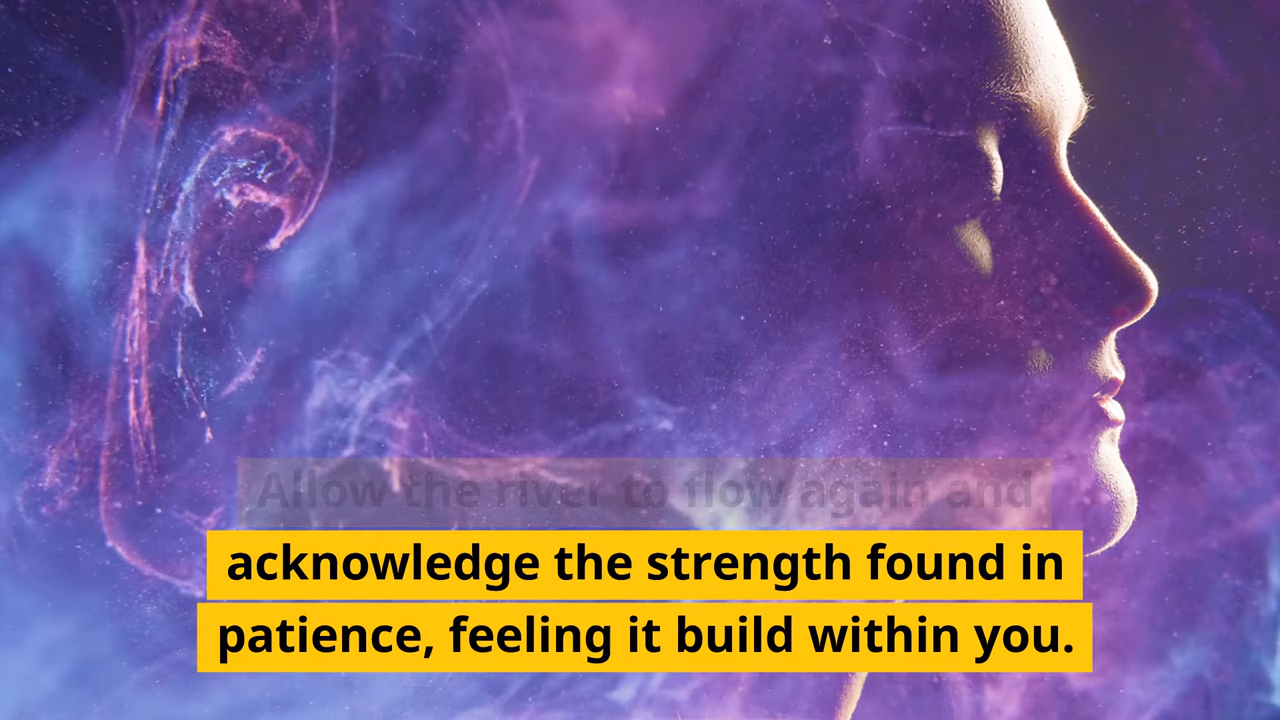 Allow the river to flow again and
acknowledge the strength found in
patience, feeling it build within you.